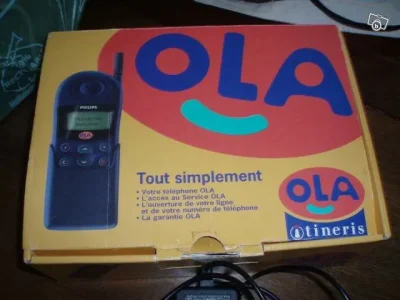 OLA
PHILIPS
OLA
Tout simplement
• Votre téléphone OLA
• L'accès au Service OLA
• L'ouverture de votre ligne
et de votre numéro de téléphone
• La garantie OLA
OLA
itineris